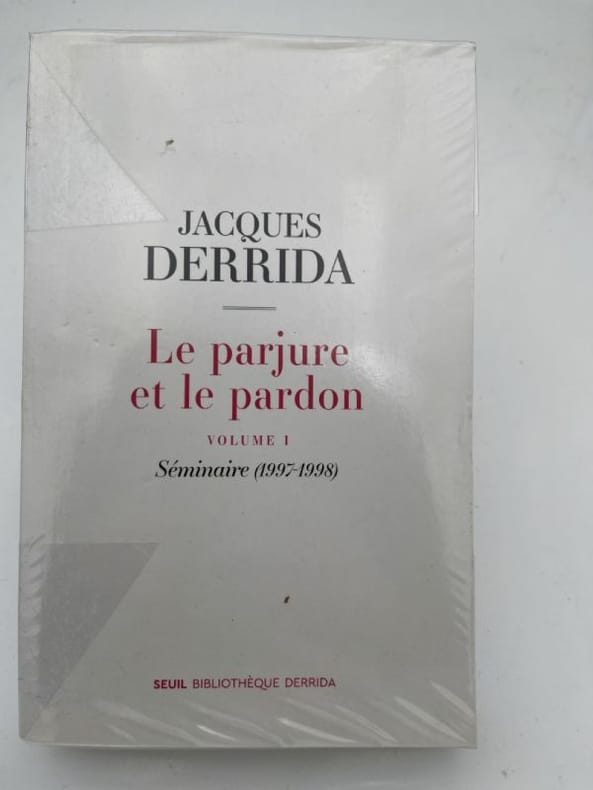 JACQUES
DERRIDA
Le parjure
et le pardon
VOLUME I
Séminaire (1997-1998)
SEUIL BIBLIOTHÈQUE DERRIDA